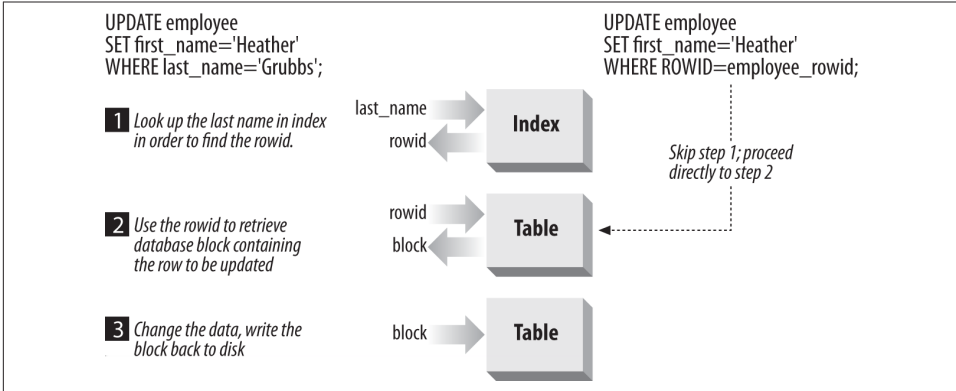 UPDATE employee
SET first_name='Heather'
WHERE last_name='Grubbs';
UPDATE employee
SET first_name='Heather'
WHERE ROWID=employee_rowid;
1 Look up the last name in index
in order to find the rowid.
last_name
rowid
Index
Skip step 1; proceed
directly to step 2
2 Use the rowid to retrieve
database block containing
the row to be updated
rowid
block
Table
3 Change the data, write the
block back to disk
block
Table